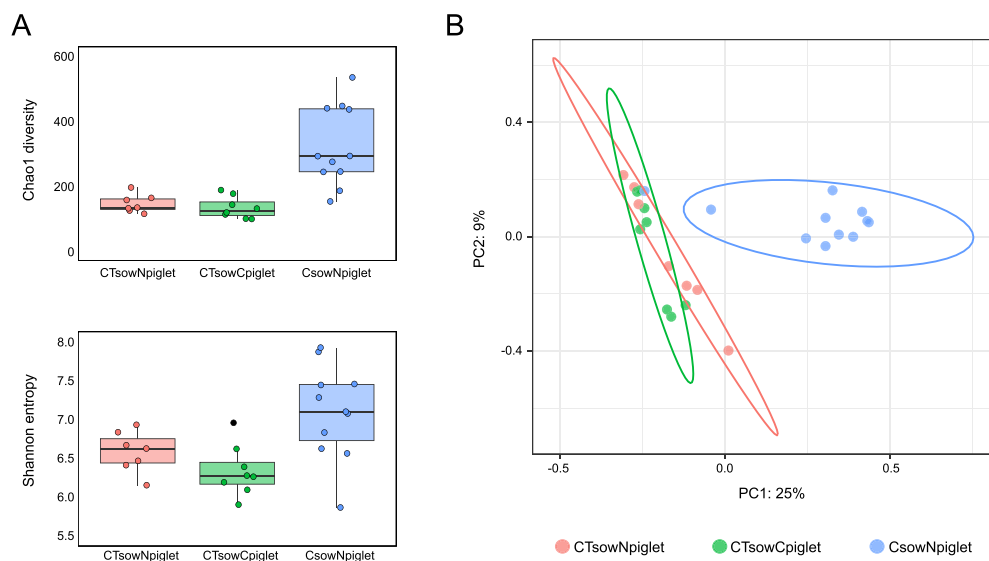 A
Chao1 diversity
600
400
200
0
CTsowNpiglet CTsowCpiglet CsowNpiglet
Shannon entropy
8.0
7.5
7.0
6.5
6.0
5.5
CTsowNpiglet CTsowCpiglet CsowNpiglet
B
PC2: 9%
0.4
0.0
-0.4
-0.5 0.0 0.5
PC1: 25%
CTsowNpiglet CTsowCpiglet CsowNpiglet